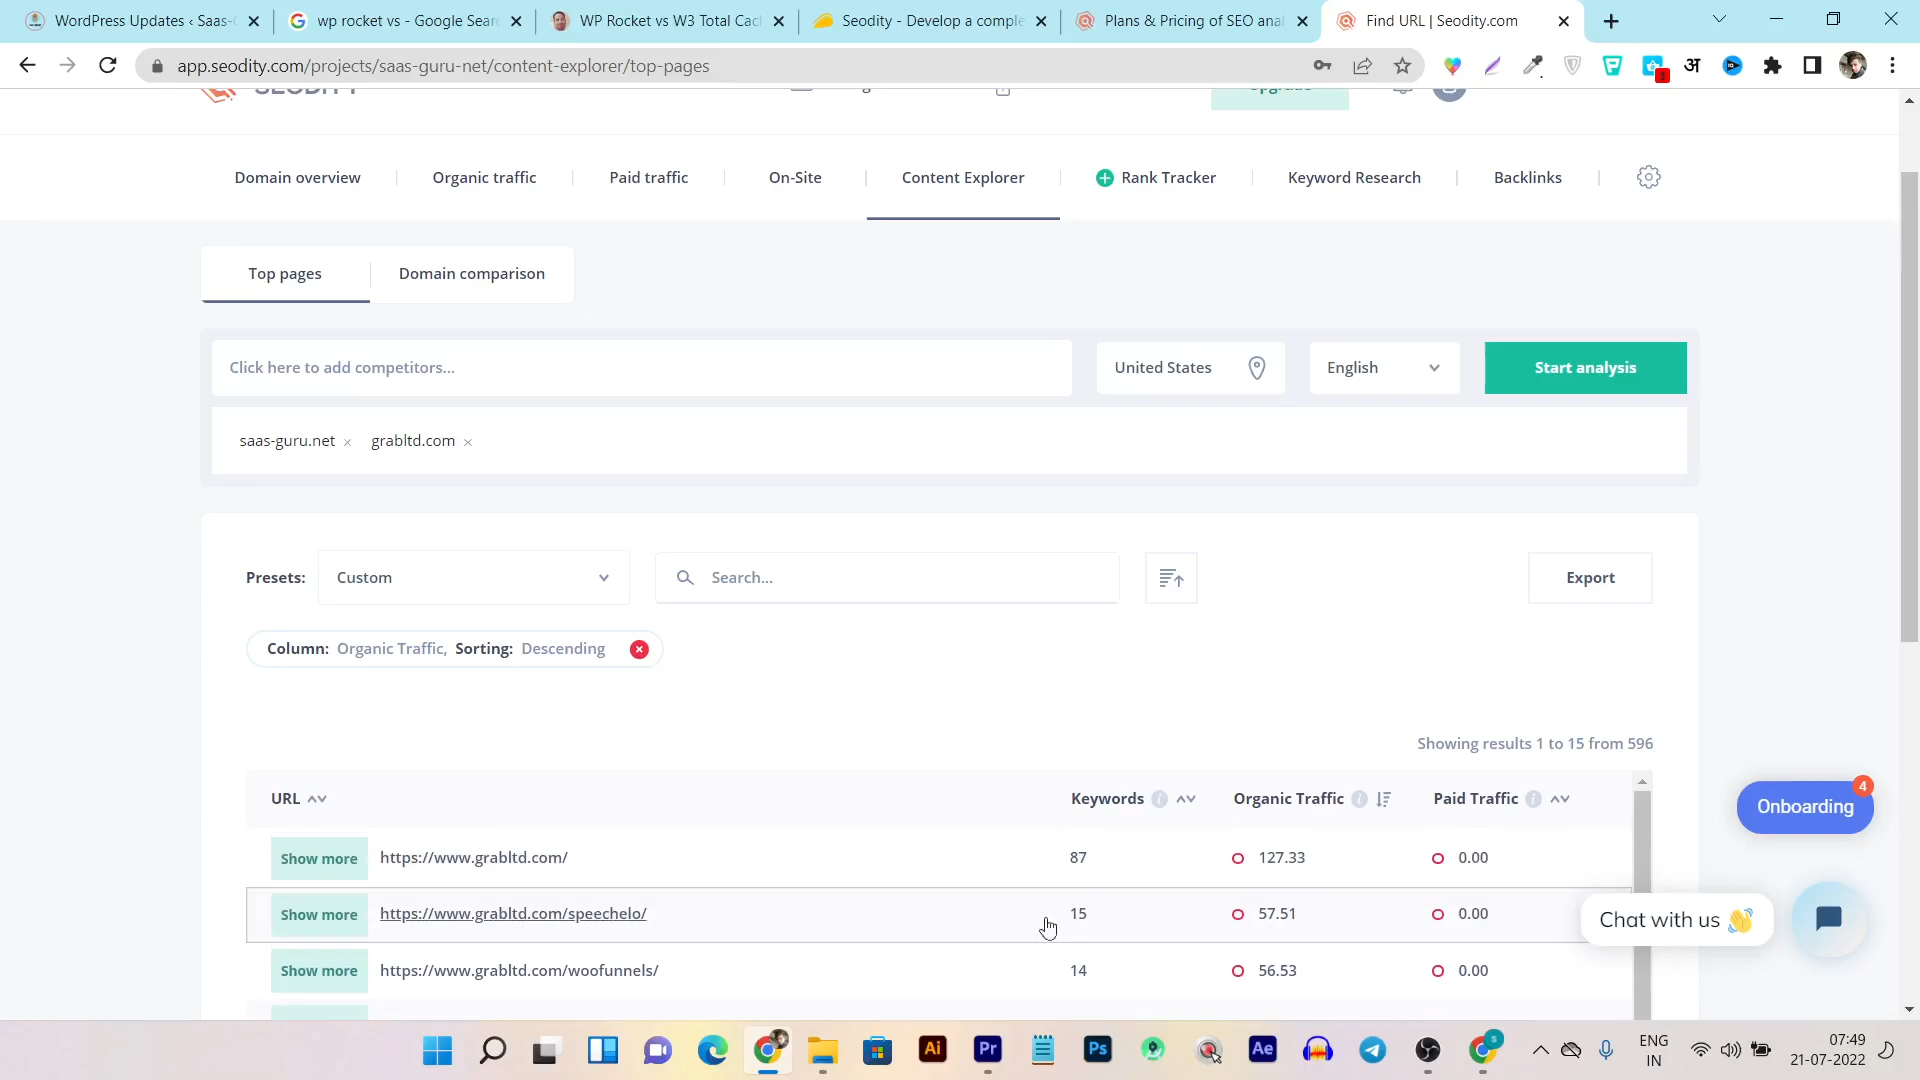 WordPress Updates ‹ Saas-
wp rocket vs - Google Sear
WP Rocket vs W3 Total Cac
Seodity - Develop a comple
Plans & Pricing of SEO anal
Find URL | Seodity.com
app.seodity.com/projects/saas-guru-net/content-explorer/top-pages
SEODITY
Upgrade
Domain overview
Organic traffic
Paid traffic
On-Site
Content Explorer
Rank Tracker
Keyword Research
Backlinks
Top pages
Domain comparison
Click here to add competitors...
United States
English
Start analysis
saas-guru.net ×
grabltd.com ×
Presets:
Custom
Search...
Export
Column: Organic Traffic, Sorting: Descending
Showing results 1 to 15 from 596
URL
Keywords
Organic Traffic
Paid Traffic
Show more https://www.grabltd.com/ 87 127.33 0.00
Show more https://www.grabltd.com/speechelo/ 15 57.51 0.00
Show more https://www.grabltd.com/woofunnels/ 14 56.53 0.00
Onboarding
4
Chat with us 👋
Ai
Pr
Ps
Ae
ENG
IN
07:49
21-07-2022